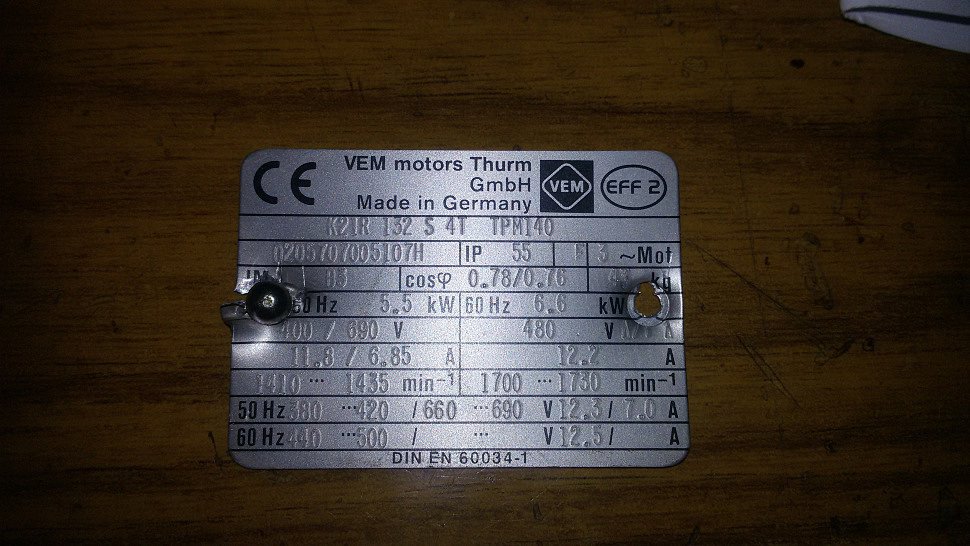 CE VEM motors Thurm
GmbH VEM EFF 2
Made in Germany
K21R 132 S 4T TPM140
0205707005107H IP 55 F 3 ~Mot
IM cosφ 0.78/0.76 kg
50 Hz 5.5 kW 60 Hz 6.6 kW
400 / 690 V 480 V
11.8 / 6.85 A 12.2 A
1410 ... 1435 min-1 1700 ... 1730 min-1
50 Hz 380 ...420 / 660 ...690 V 12.3 / 7.0 A
60 Hz 440 ...500 / ... V 12.5 / A
DIN EN 60034-1